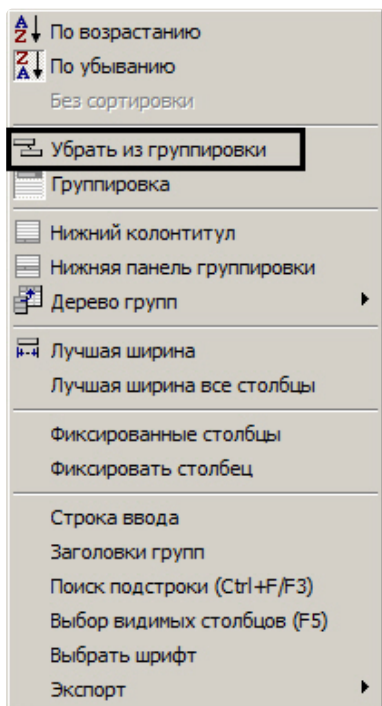 По возрастанию
По убыванию
Без сортировки
Убрать из группировки
Группировка
Нижний колонтитул
Нижняя панель группировки
Дерево групп
Лучшая ширина
Лучшая ширина все столбцы
Фиксированные столбцы
Фиксировать столбец
Строка ввода
Заголовки групп
Поиск подстроки (Ctrl+F/F3)
Выбор видимых столбцов (F5)
Выбрать шрифт
Экспорт